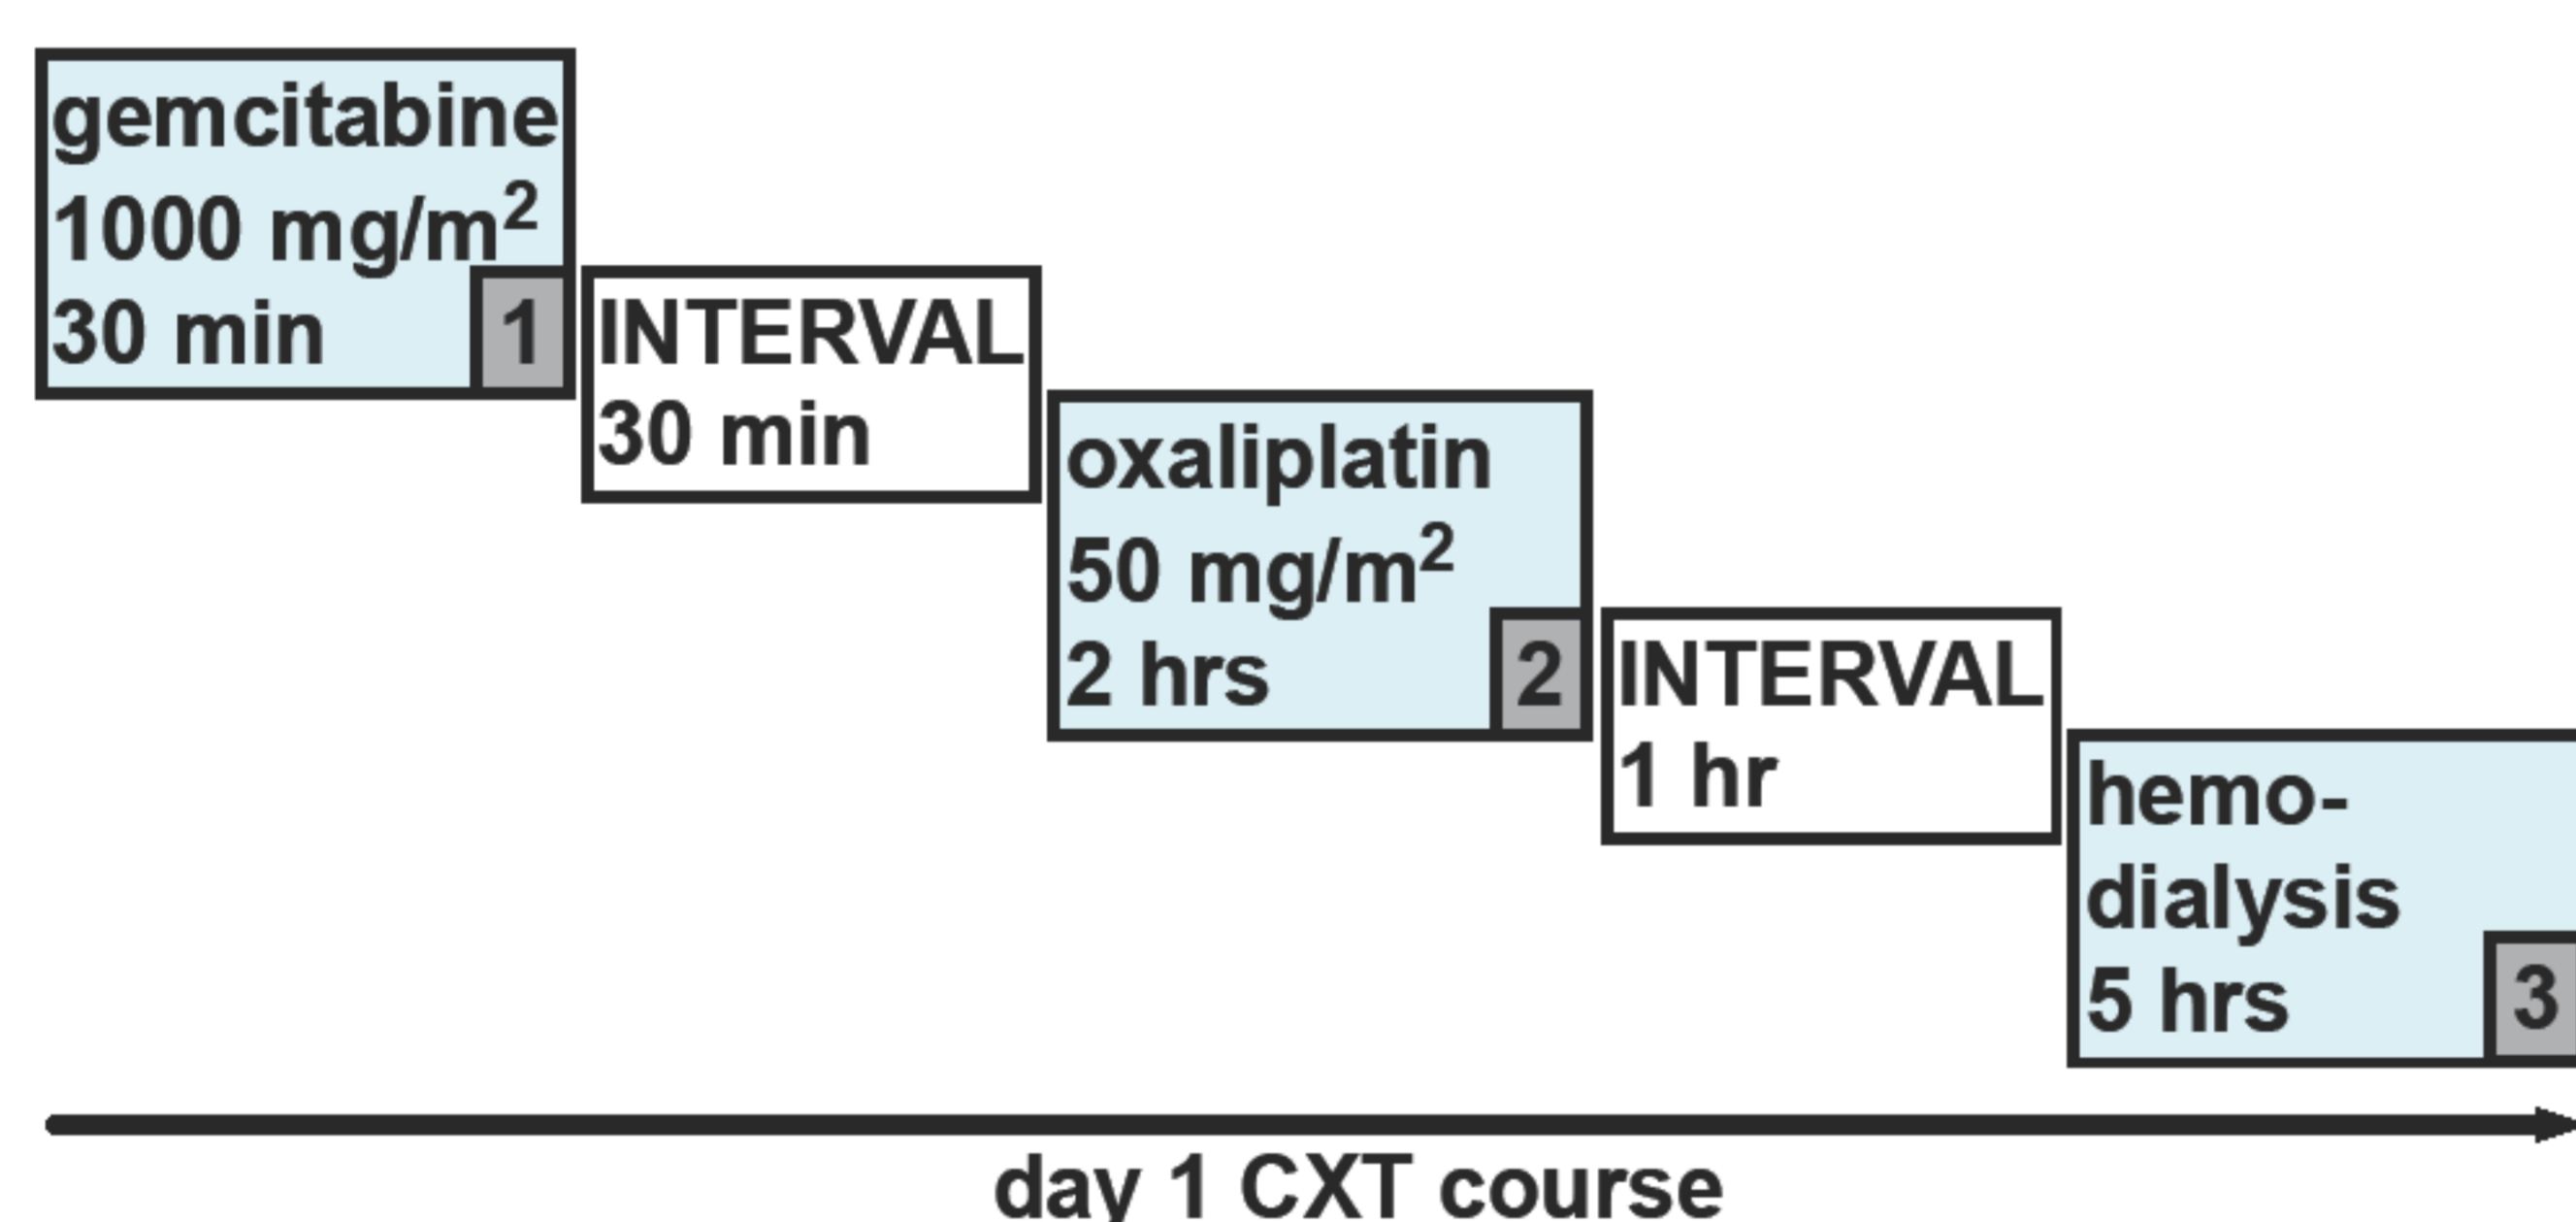 gemcitabine
1000 mg/m²
30 min
1
INTERVAL
30 min
oxaliplatin
50 mg/m²
2 hrs
2
INTERVAL
1 hr
hemo-
dialysis
5 hrs
3
day 1 CXT course